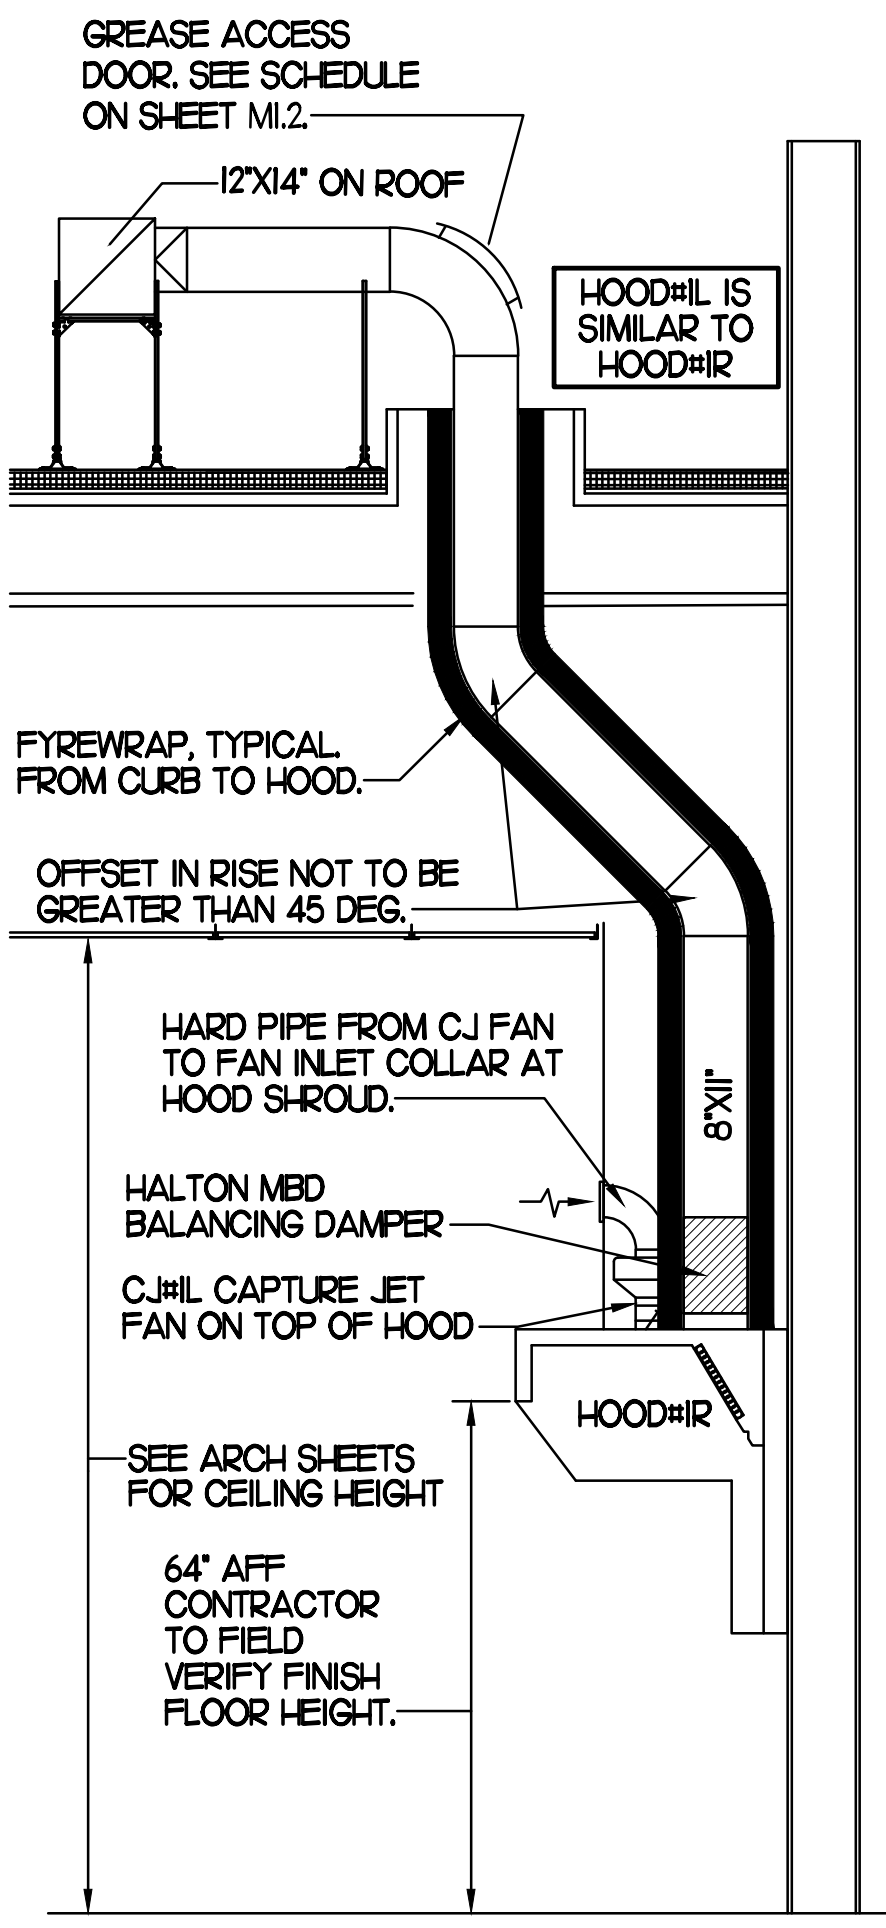 GREASE ACCESS
DOOR. SEE SCHEDULE
ON SHEET M1.2.
12"X14" ON ROOF
HOOD#1L IS
SIMILAR TO
HOOD#1R
FYREWRAP, TYPICAL.
FROM CURB TO HOOD.
OFFSET IN RISE NOT TO BE
GREATER THAN 45 DEG.
HARD PIPE FROM CJ FAN
TO FAN INLET COLLAR AT
HOOD SHROUD.
8"X11"
HALTON MBD
BALANCING DAMPER
CJ#1L CAPTURE JET
FAN ON TOP OF HOOD
HOOD#1R
SEE ARCH SHEETS
FOR CEILING HEIGHT
64" AFF
CONTRACTOR
TO FIELD
VERIFY FINISH
FLOOR HEIGHT.